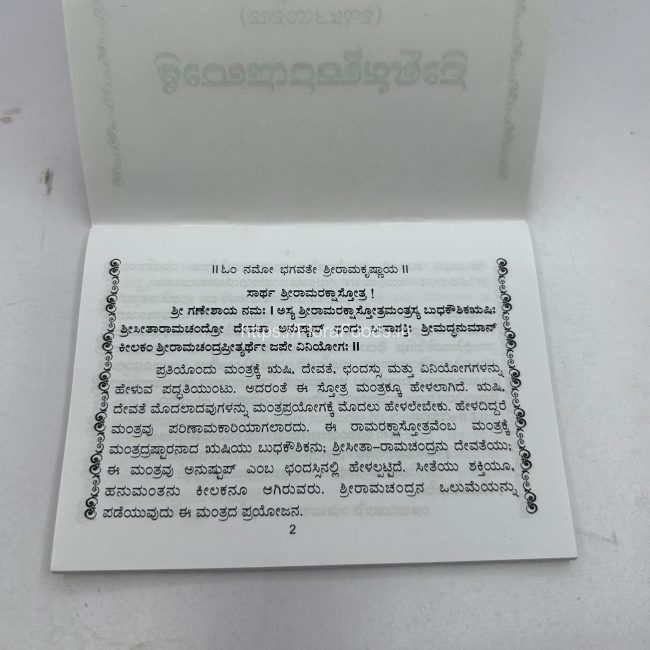 ॥ ಓಂ ನಮೋ ಭಗವತೇ ಶ್ರೀರಾಮಕೃಷ್ಣಾಯ ॥
ಸಾರ್ಥ ಶ್ರೀರಾಮರಕ್ಷಾಸ್ತೋತ್ರ !
ಶ್ರೀ ಗಣೇಶಾಯ ನಮಃ । ಅಸ್ಯ ಶ್ರೀರಾಮರಕ್ಷಾಸ್ತೋತ್ರಮಂತ್ರಸ್ಯ ಬುಧಕೌಶಿಕಋಷಿಃ
ಶ್ರೀಸೀತಾರಾಮಚಂದ್ರೋ ದೇವತಾ ಅನುಷ್ಟುಪ್ ಛಂದಃ ಸೀತಾಶಕ್ತಿಃ ಶ್ರೀಮದ್ಧನುಮಾನ್
ಕೀಲಕಂ ಶ್ರೀರಾಮಚಂದ್ರಪ್ರೀತ್ಯರ್ಥೇ ಜಪೇ ವಿನಿಯೋಗಃ ॥
ಪ್ರತಿಯೊಂದು ಮಂತ್ರಕ್ಕೆ ಋಷಿ, ದೇವತೆ, ಛಂದಸ್ಸು ಮತ್ತು ವಿನಿಯೋಗಗಳನ್ನು
ಹೇಳುವ ಪದ್ಧತಿಯುಂಟು. ಅದರಂತೆ ಈ ಸ್ತೋತ್ರ ಮಂತ್ರಕ್ಕೂ ಹೇಳಲಾಗಿದೆ. ಋಷಿ,
ದೇವತೆ ಮೊದಲಾದವುಗಳನ್ನು ಮಂತ್ರಪ್ರಯೋಗಕ್ಕೆ ಮೊದಲು ಹೇಳಲೇಬೇಕು. ಹೇಳದಿದ್ದರೆ
ಮಂತ್ರವು ಪರಿಣಾಮಕಾರಿಯಾಗಲಾರದು. ಈ ರಾಮರಕ್ಷಾಸ್ತೋತ್ರವೆಂಬ ಮಂತ್ರಕ್ಕೆ
ಮಂತ್ರದ್ರಷ್ಟಾರನಾದ ಋಷಿಯು ಬುಧಕೌಶಿಕನು; ಶ್ರೀಸೀತಾ-ರಾಮಚಂದ್ರನು ದೇವತೆಯು;
ಈ ಮಂತ್ರವು ಅನುಷ್ಟುಪ್ ಎಂಬ ಛಂದಸ್ಸಿನಲ್ಲಿ ಹೇಳಲ್ಪಟ್ಟಿದೆ. ಸೀತೆಯು ಶಕ್ತಿಯೂ,
ಹನುಮಂತನು ಕೀಲಕನೂ ಆಗಿರುವರು. ಶ್ರೀರಾಮಚಂದ್ರನ ಒಲುಮೆಯನ್ನು
ಪಡೆಯುವುದು ಈ ಮಂತ್ರದ ಪ್ರಯೋಜನ.
2